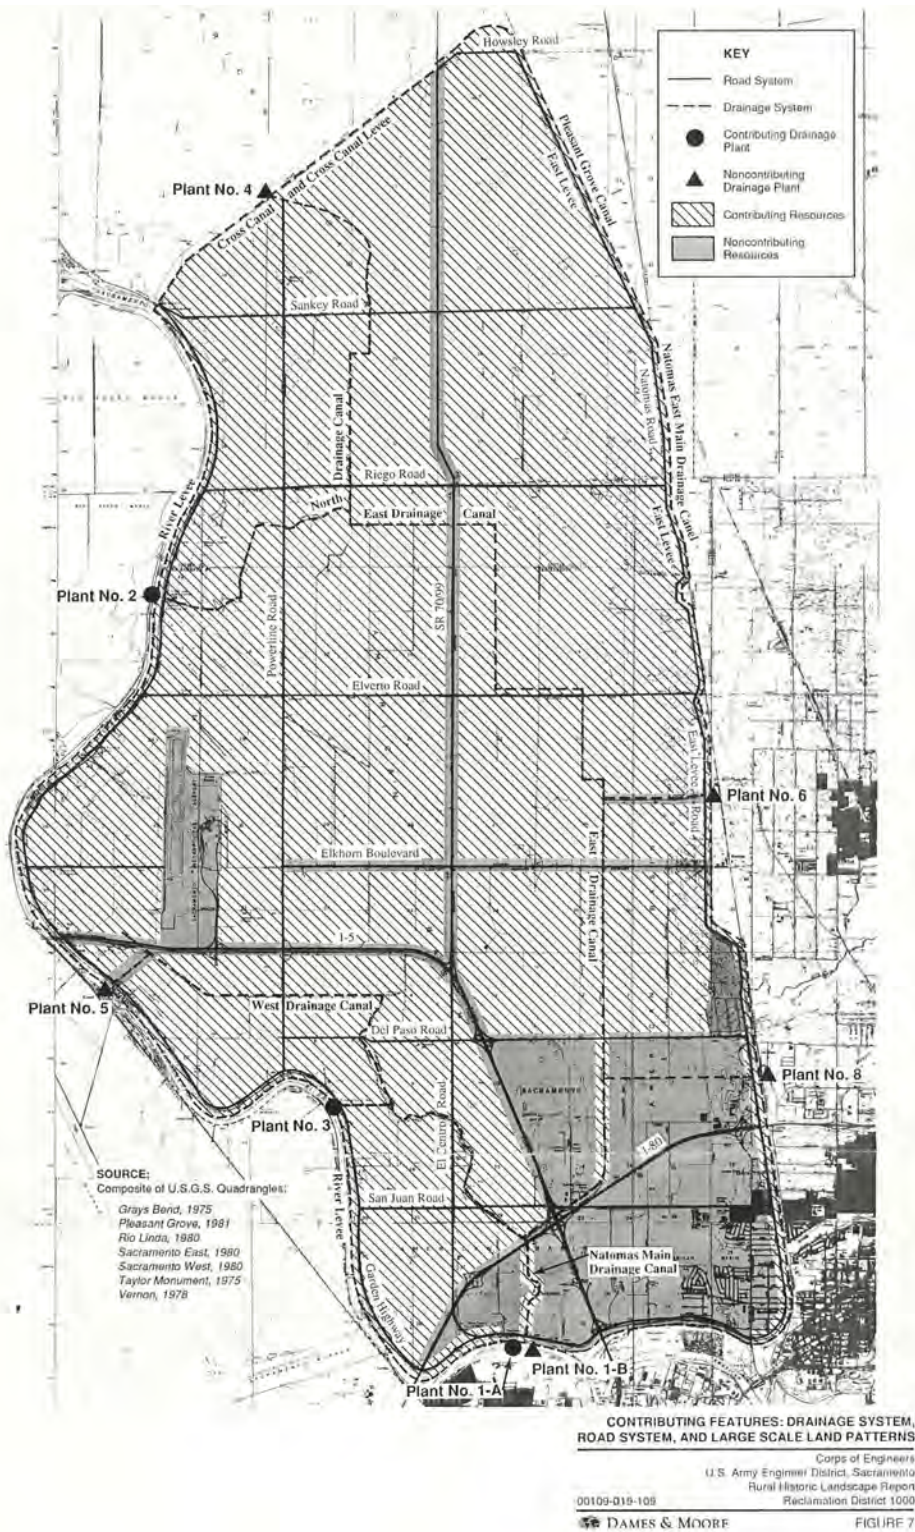 Howsley Road
KEY
Road System
Drainage System
Contributing Drainage
Plant
Noncontributing
Drainage Plant
Contributing Resources
Noncontributing
Resources
Pleasant Grove Canal
East Levee
Plant No. 4
Cross Canal and Cross Canal Levee
SACRAMENTO
Sankey Road
Natomas Road
Natomas East Main Drainage Canal
East Levee
Drainage Canal
North
Riego Road
East Drainage Canal
River Levee
Plant No. 2
Powerline Road
SR 70/99
Elverto Road
East Levee Road
Plant No. 6
Elkhorn Boulevard
East Drainage Canal
I-5
Plant No. 5
West Drainage Canal
Del Paso Road
Plant No. 8
SACRAMENTO
Plant No. 3
El Centro Road
I-80
River Levee
San Juan Road
Natomas Main
Drainage Canal
Garden Highway
Plant No. 1-B
Plant No. 1-A
SOURCE:
Composite of U.S.G.S. Quadrangles:
Grays Bend, 1975
Pleasant Grove, 1981
Rio Linda, 1980
Sacramento East, 1980
Sacramento West, 1980
Taylor Monument, 1975
Vernon, 1978
CONTRIBUTING FEATURES: DRAINAGE SYSTEM,
ROAD SYSTEM, AND LARGE SCALE LAND PATTERNS
Corps of Engineers
U.S. Army Engineer District, Sacramento
Rural Historic Landscape Report
00109-019-109 Reclamation District 1000
DAMES & MOORE FIGURE 7